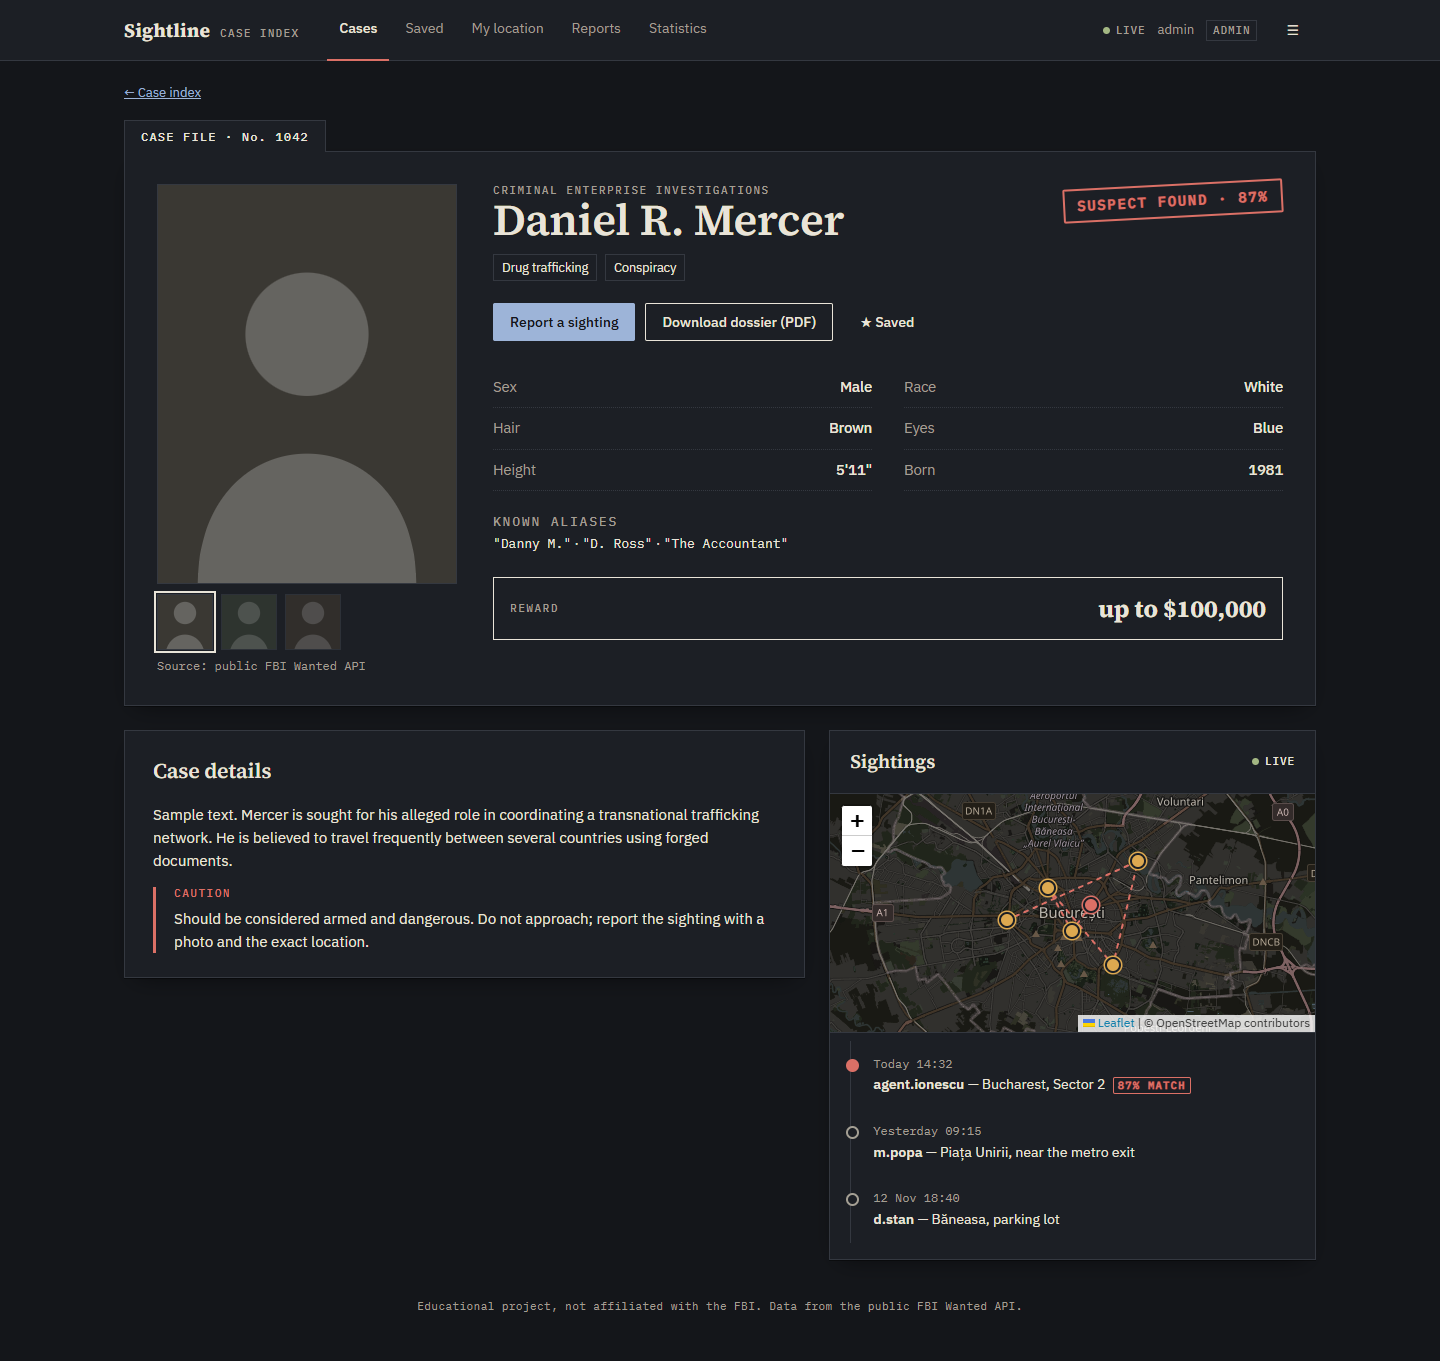 Sightline CASE INDEX Cases Saved My location Reports Statistics LIVE admin ADMIN ☰
← Case index
CASE FILE · No. 1042
CRIMINAL ENTERPRISE INVESTIGATIONS
SUSPECT FOUND · 87%
Daniel R. Mercer
Drug trafficking Conspiracy
Report a sighting Download dossier (PDF) ★ Saved
Sex Male Race White
Hair Brown Eyes Blue
Height 5'11" Born 1981
KNOWN ALIASES
"Danny M." · "D. Ross" · "The Accountant"
REWARD up to $100,000
Source: public FBI Wanted API
Case details
Sample text. Mercer is sought for his alleged role in coordinating a transnational trafficking
network. He is believed to travel frequently between several countries using forged
documents.
CAUTION
Should be considered armed and dangerous. Do not approach; report the sighting with a
photo and the exact location.
Sightings LIVE
+
−
DN1A
Aeroportul
Internațional
București-
Băneasa
„Aurel Vlaicu"
Voluntari
A0
Pantelimon
A1
București
DNCB
Leaflet | © OpenStreetMap contributors
Today 14:32
agent.ionescu — Bucharest, Sector 2 87% MATCH
Yesterday 09:15
m.popa — Piața Unirii, near the metro exit
12 Nov 18:40
d.stan — Băneasa, parking lot
Educational project, not affiliated with the FBI. Data from the public FBI Wanted API.